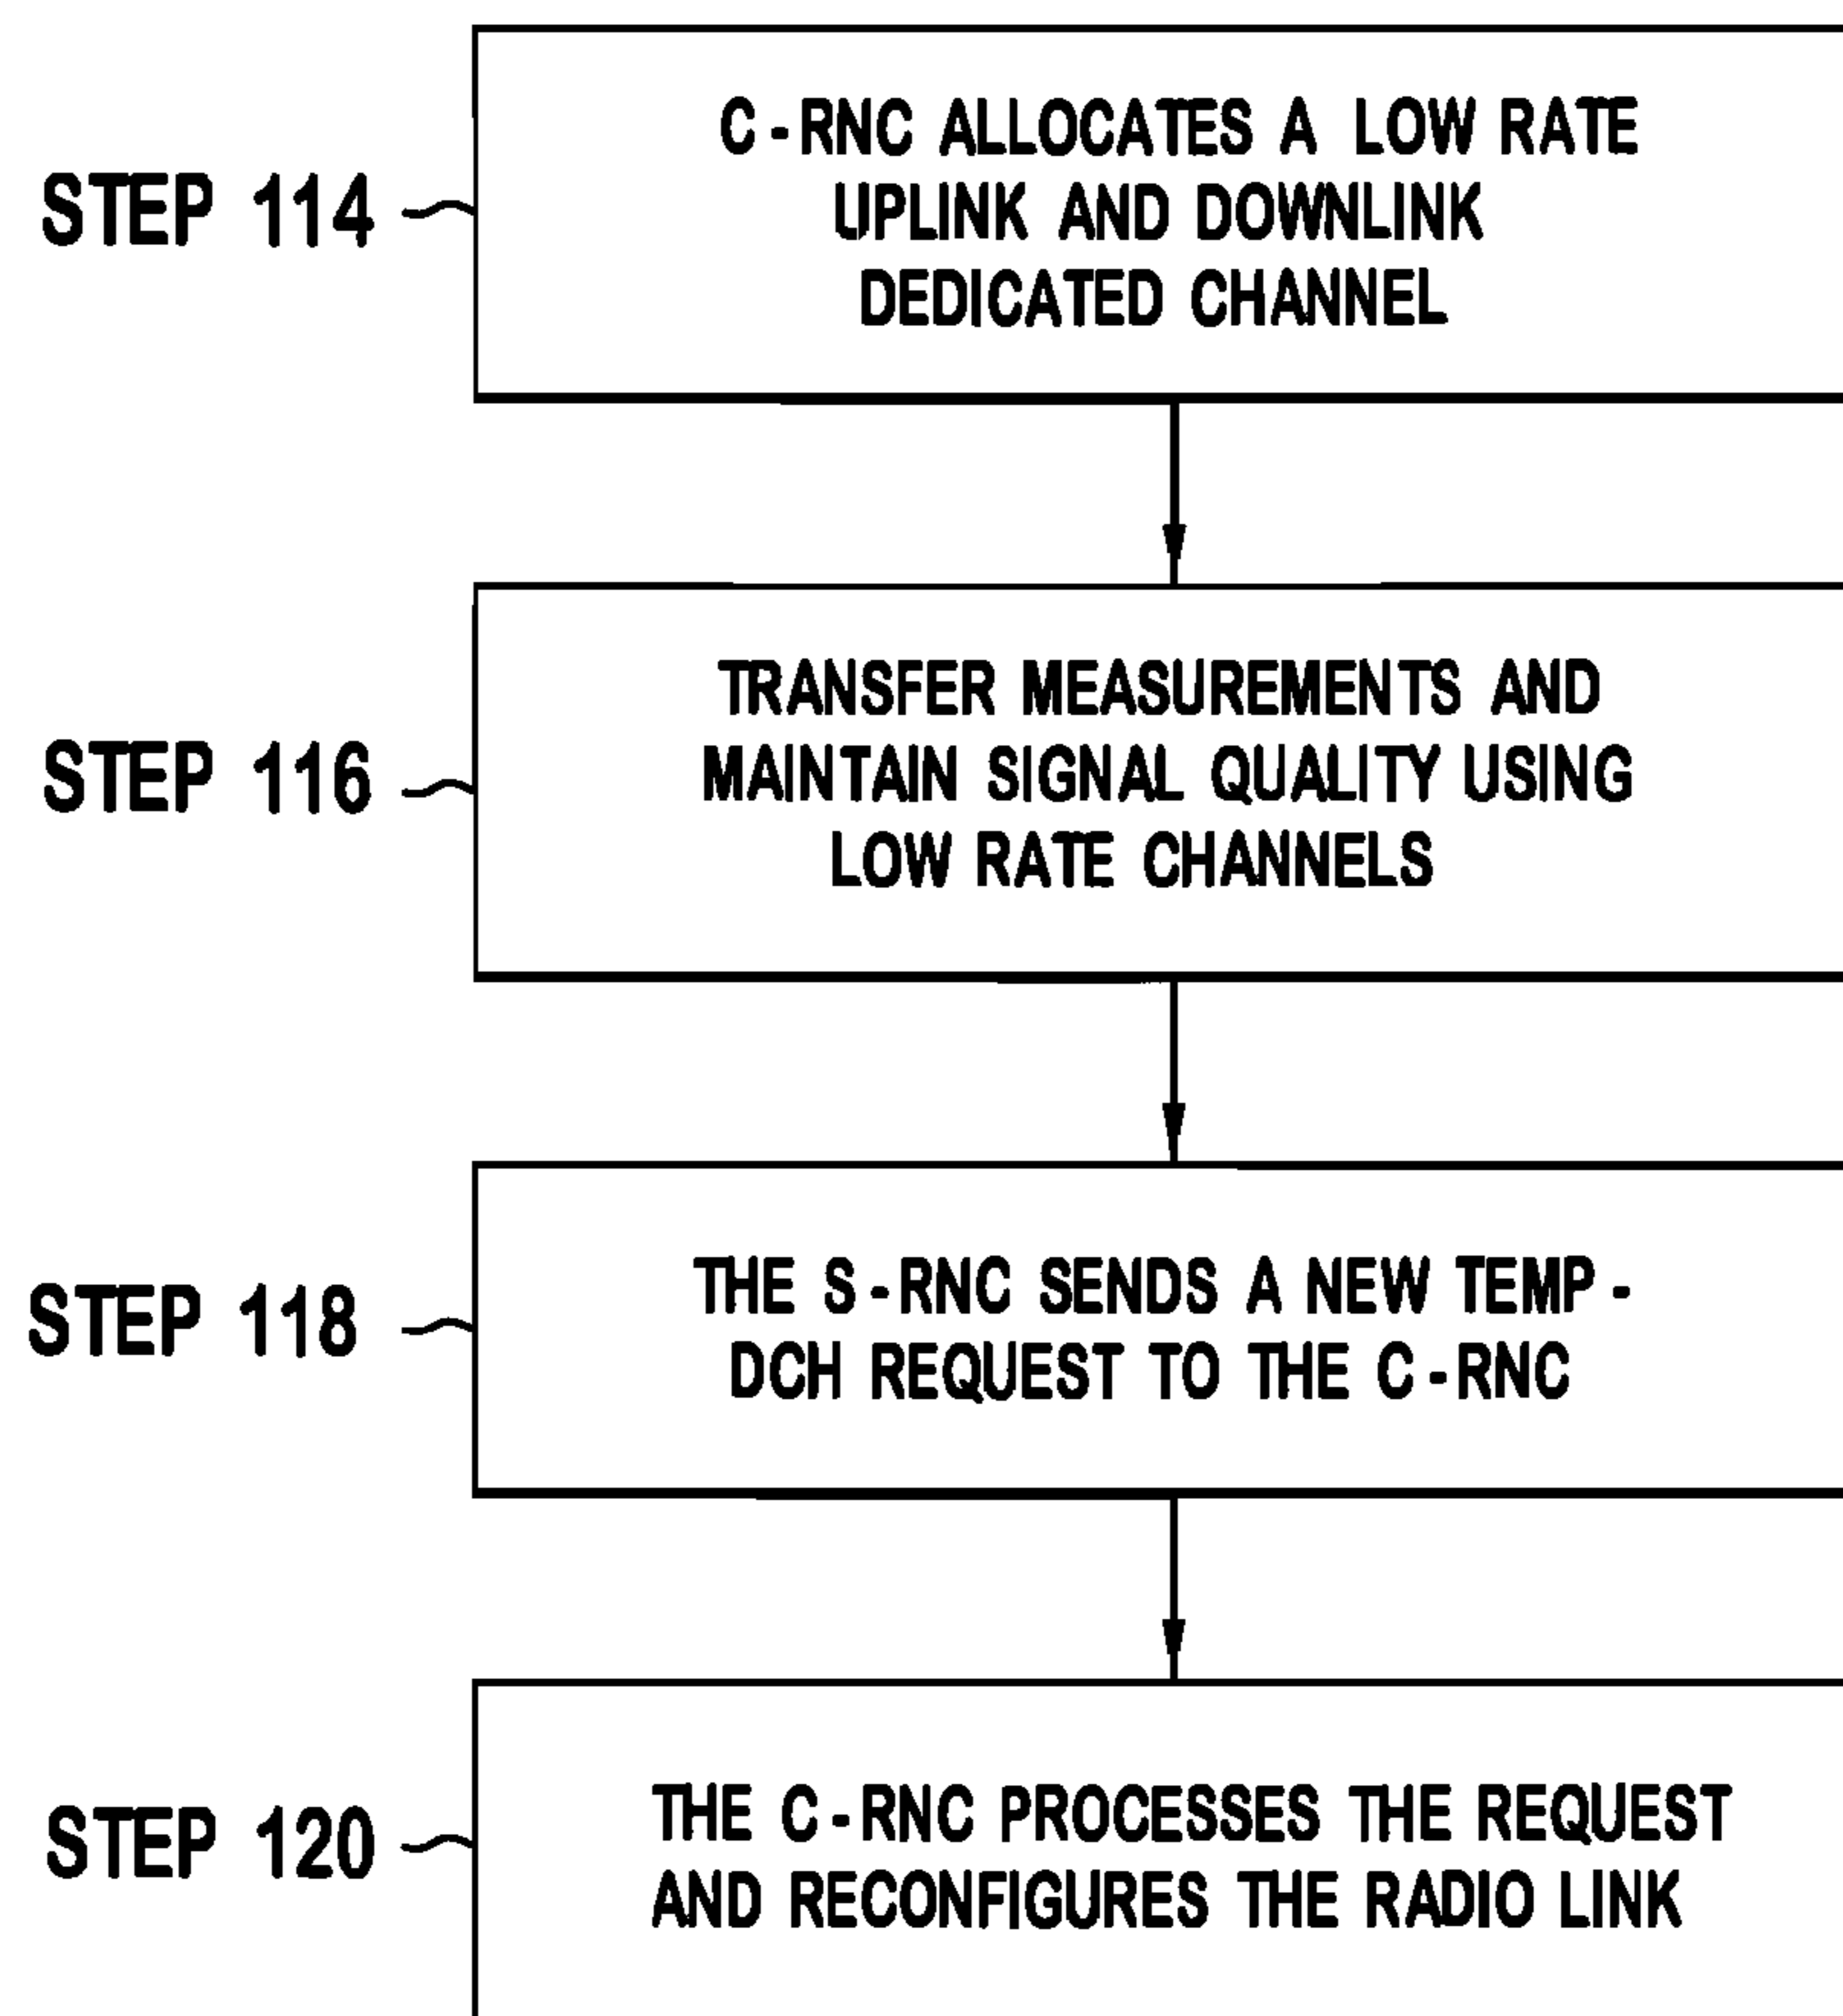 C-RNC ALLOCATES A LOW RATE
UPLINK AND DOWNLINK
DEDICATED CHANNEL
STEP 114
TRANSFER MEASUREMENTS AND
MAINTAIN SIGNAL QUALITY USING
LOW RATE CHANNELS
STEP 116
THE S-RNC SENDS A NEW TEMP-
DCH REQUEST TO THE C-RNC
STEP 118
THE C-RNC PROCESSES THE REQUEST
AND RECONFIGURES THE RADIO LINK
STEP 120